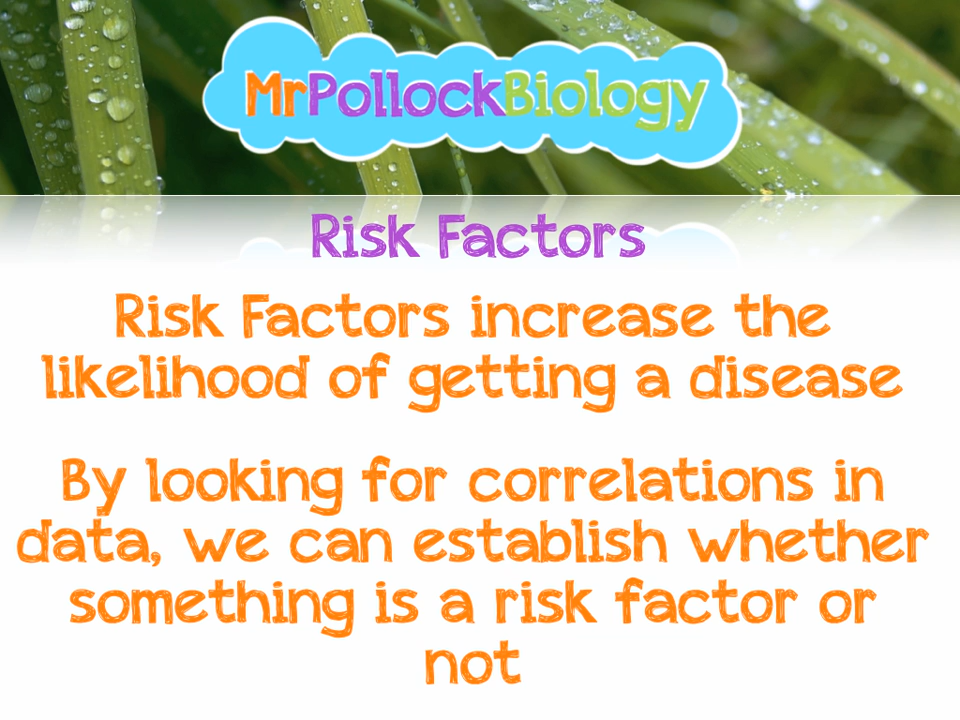 MrPollockBiology
Risk Factors
Risk Factors increase the
likelihood of getting a disease
By looking for correlations in
data, we can establish whether
something is a risk factor or
not